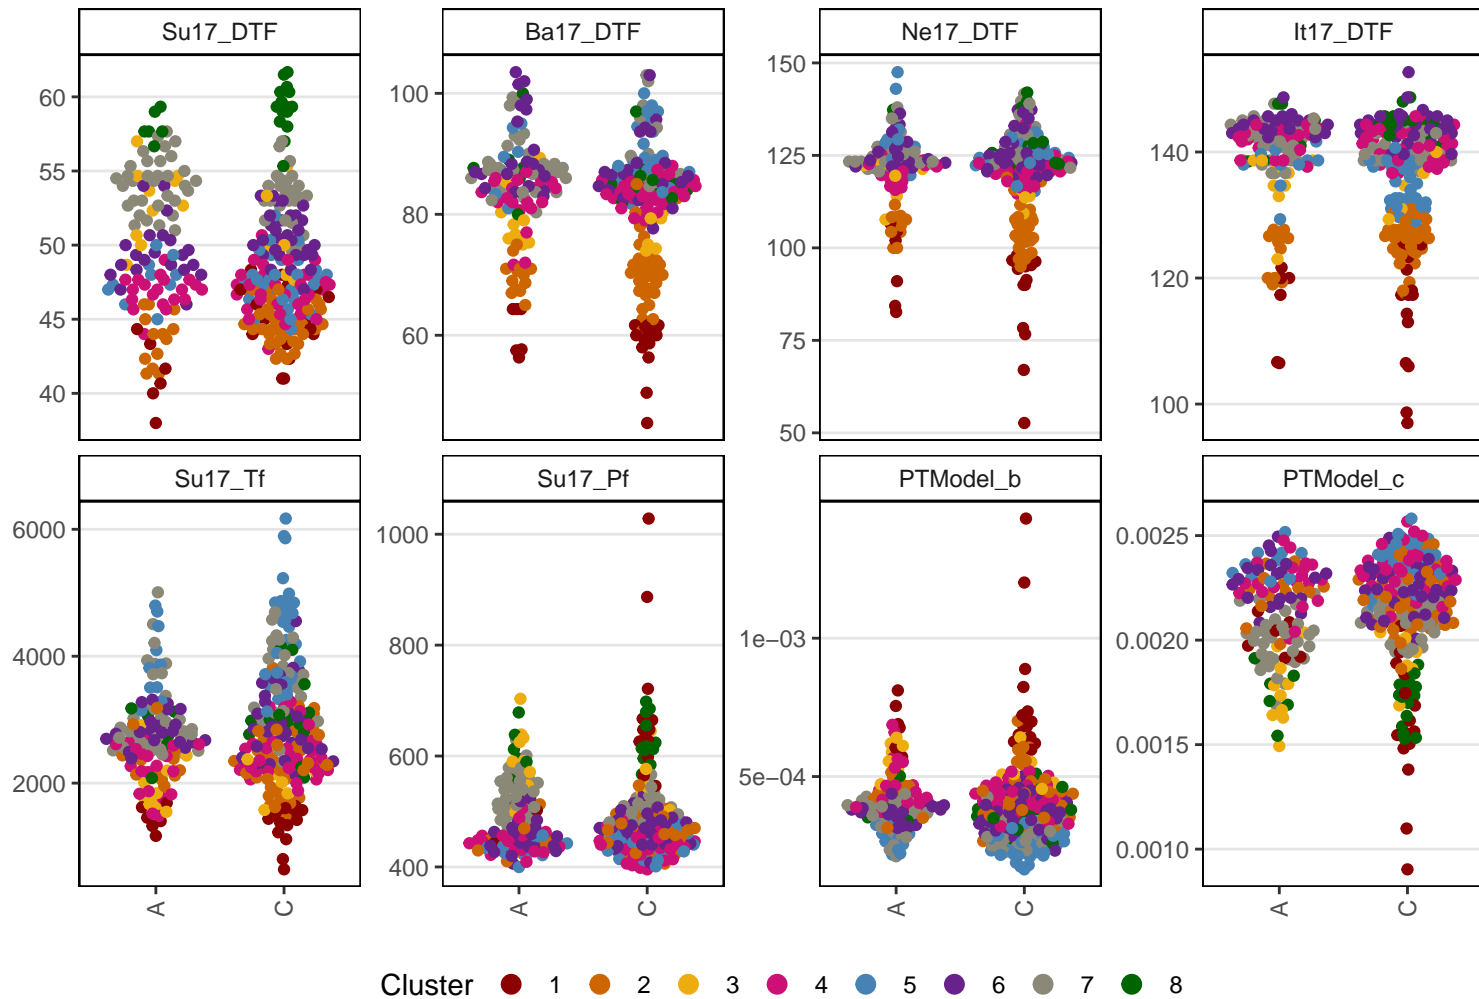 Su17_DTF
Ba17_DTF
Ne17_DTF
It17_DTF
60
55
50
45
40
100
80
60
150
125
100
75
50
140
120
100
Su17_Tf
Su17_Pf
PTModel_b
PTModel_c
6000
4000
2000
1000
800
600
400
1e−03
5e−04
0.0025
0.0020
0.0015
0.0010
A
C
A
C
A
C
A
C
Cluster 1 2 3 4 5 6 7 8